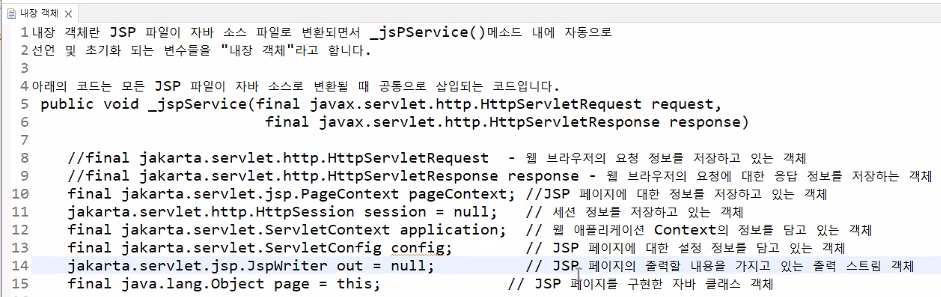 내장 객체
1 내장 객체란 JSP 파일이 자바 소스 파일로 변환되면서 _jsPService()메소드 내에 자동으로
2 선언 및 초기화 되는 변수들을 "내장 객체"라고 합니다.
3
4 아래의 코드는 모든 JSP 파일이 자바 소스로 변환될 때 공통으로 삽입되는 코드입니다.
5 public void _jspService(final javax.servlet.http.HttpServletRequest request,
6 final javax.servlet.http.HttpServletResponse response)
7
8 //final jakarta.servlet.http.HttpServletRequest - 웹 브라우저의 요청 정보를 저장하고 있는 객체
9 //final jakarta.servlet.http.HttpServletResponse response - 웹 브라우저의 요청에 대한 응답 정보를 저장하는 객체
10 final jakarta.servlet.jsp.PageContext pageContext; //JSP 페이지에 대한 정보를 저장하고 있는 객체
11 jakarta.servlet.http.HttpSession session = null; // 세션 정보를 저장하고 있는 객체
12 final jakarta.servlet.ServletContext application; // 웹 애플리케이션 Context의 정보를 담고 있는 객체
13 final jakarta.servlet.ServletConfig config; // JSP 페이지에 대한 설정 정보를 담고 있는 객체
14 jakarta.servlet.jsp.JspWriter out = null; // JSP 페이지의 출력할 내용을 가지고 있는 출력 스트림 객체
15 final java.lang.Object page = this; // JSP 페이지를 구현한 자바 클래스 객체